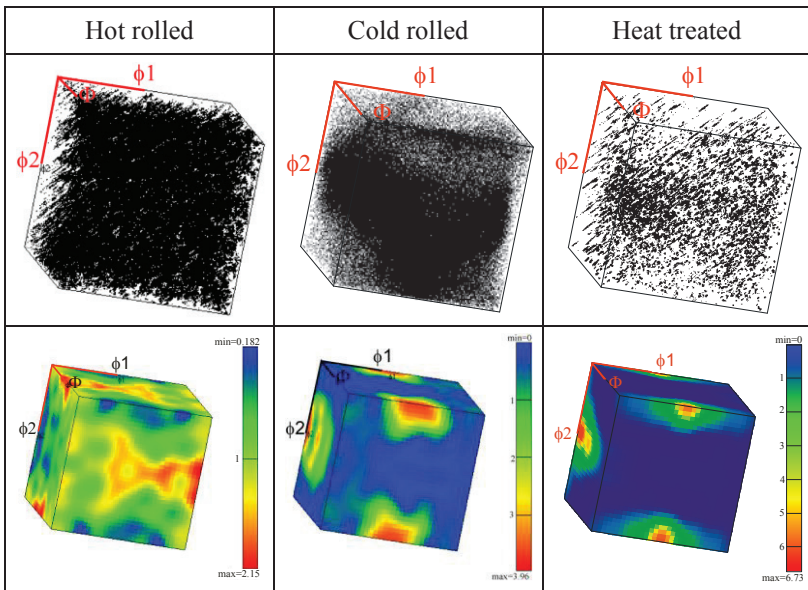 Hot rolled
Cold rolled
Heat treated
ϕ1
Φ
ϕ2
ϕ1
Φ
ϕ2
ϕ1
Φ
ϕ2
min=0.182
ϕ1
Φ
ϕ2
1
max=2.15
min=0
ϕ1
Φ
ϕ2
1
2
3
max=3.96
min=0
ϕ1
Φ
ϕ2
0
1
2
3
4
5
6
max=6.73